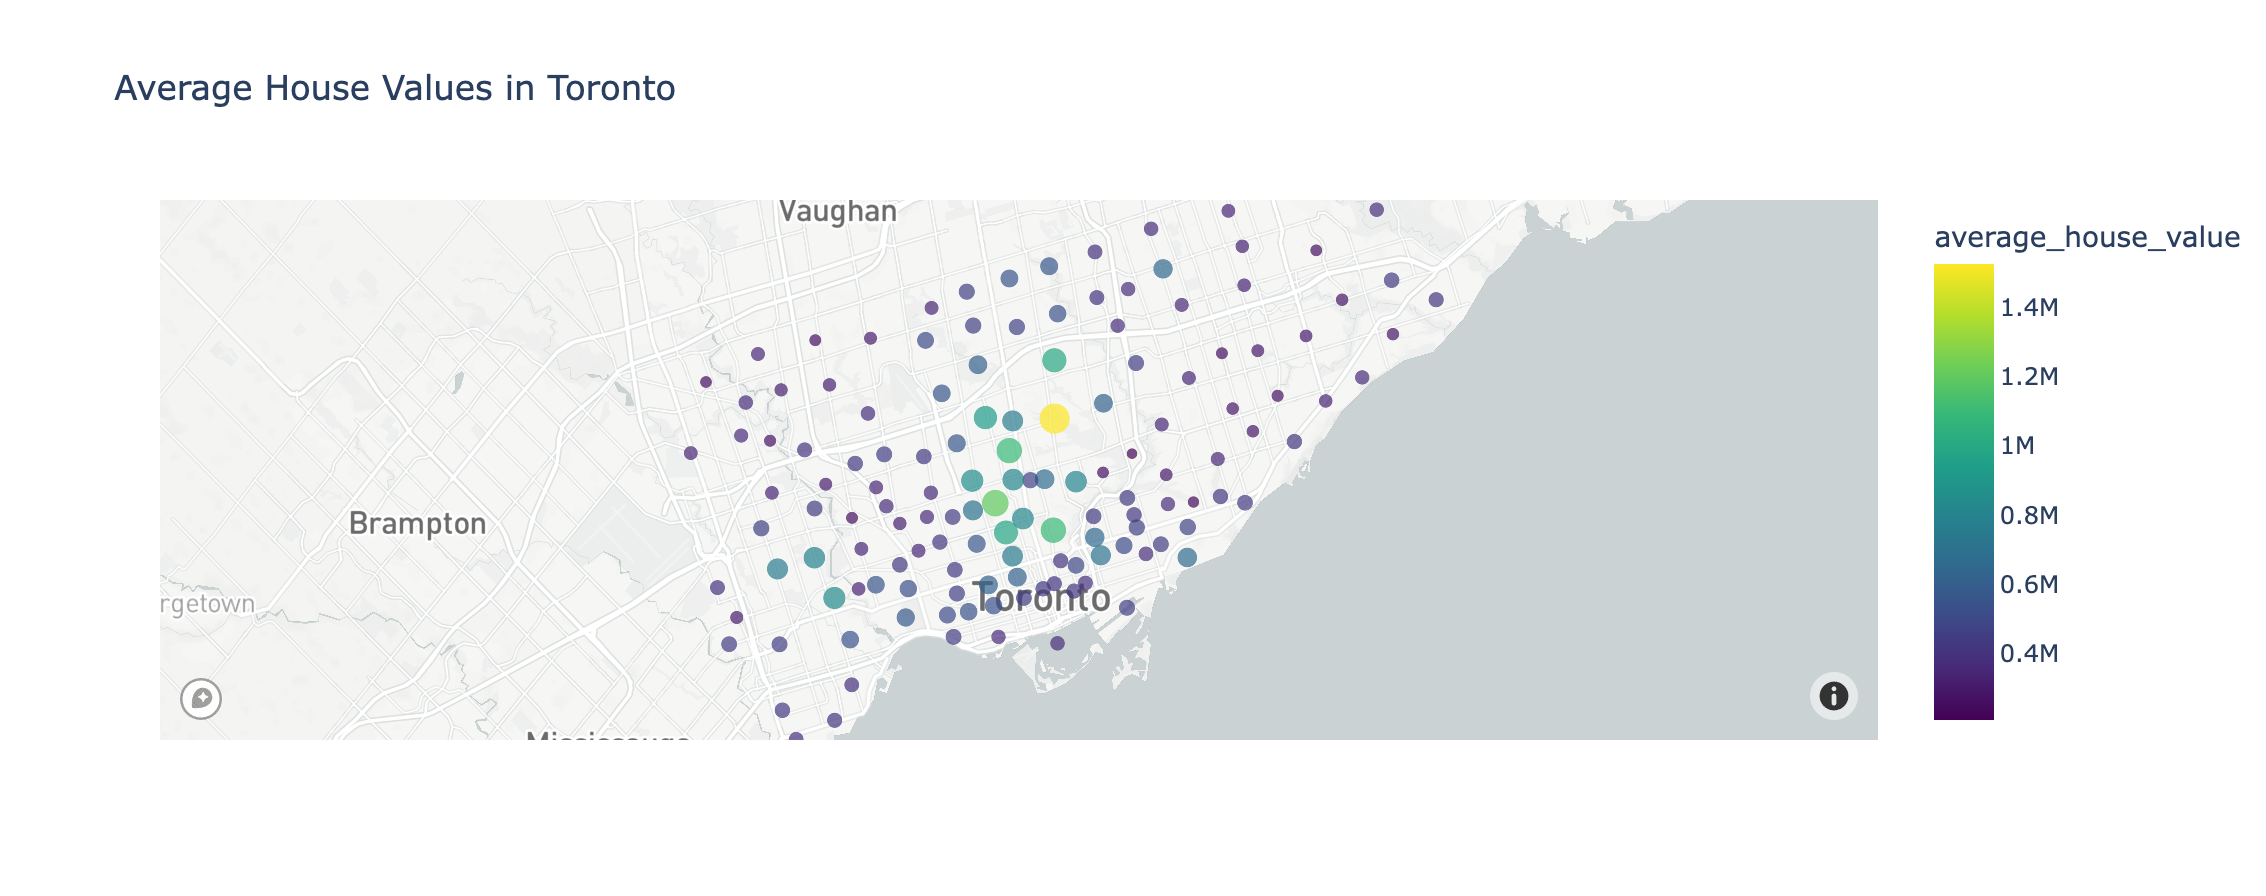 Average House Values in Toronto
Vaughan
average_house_value
1.4M
1.2M
1M
0.8M
0.6M
0.4M
Brampton
rgetown
Toronto
Mississauga